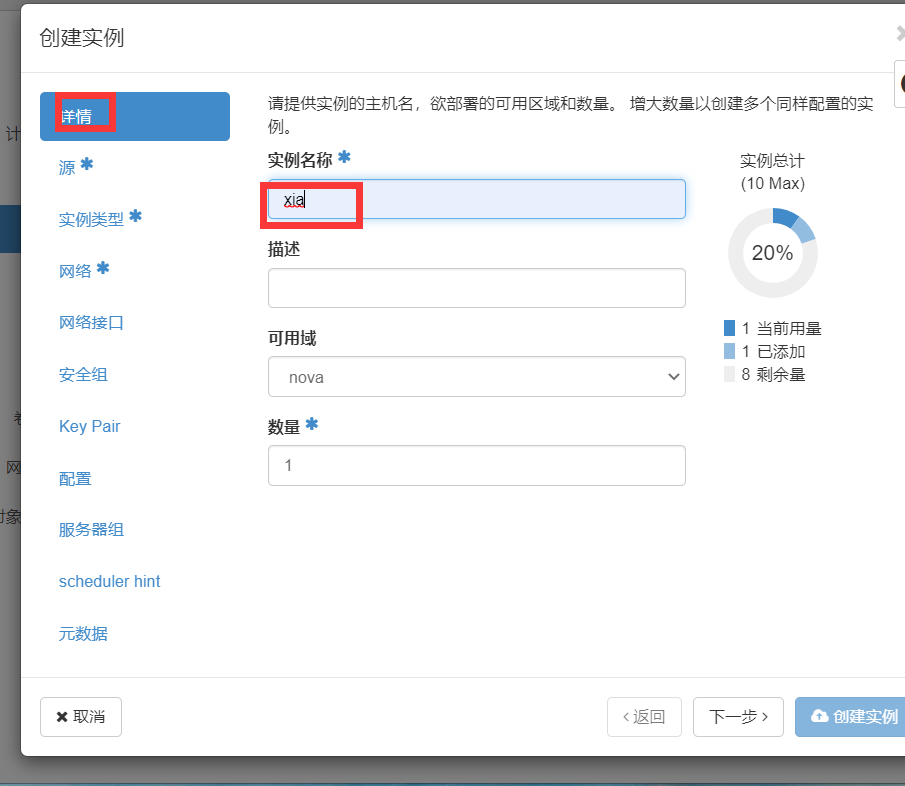 创建实例
详情
源 *
实例类型 *
网络 *
网络接口
安全组
Key Pair
配置
服务器组
scheduler hint
元数据
请提供实例的主机名，欲部署的可用区域和数量。 增大数量以创建多个同样配置的实
例。
实例名称 *
xia
描述
可用域
nova
数量 *
1
实例总计
(10 Max)
20%
1 当前用量
1 已添加
8 剩余量
计
网
对象
取消
返回
下一步
创建实例